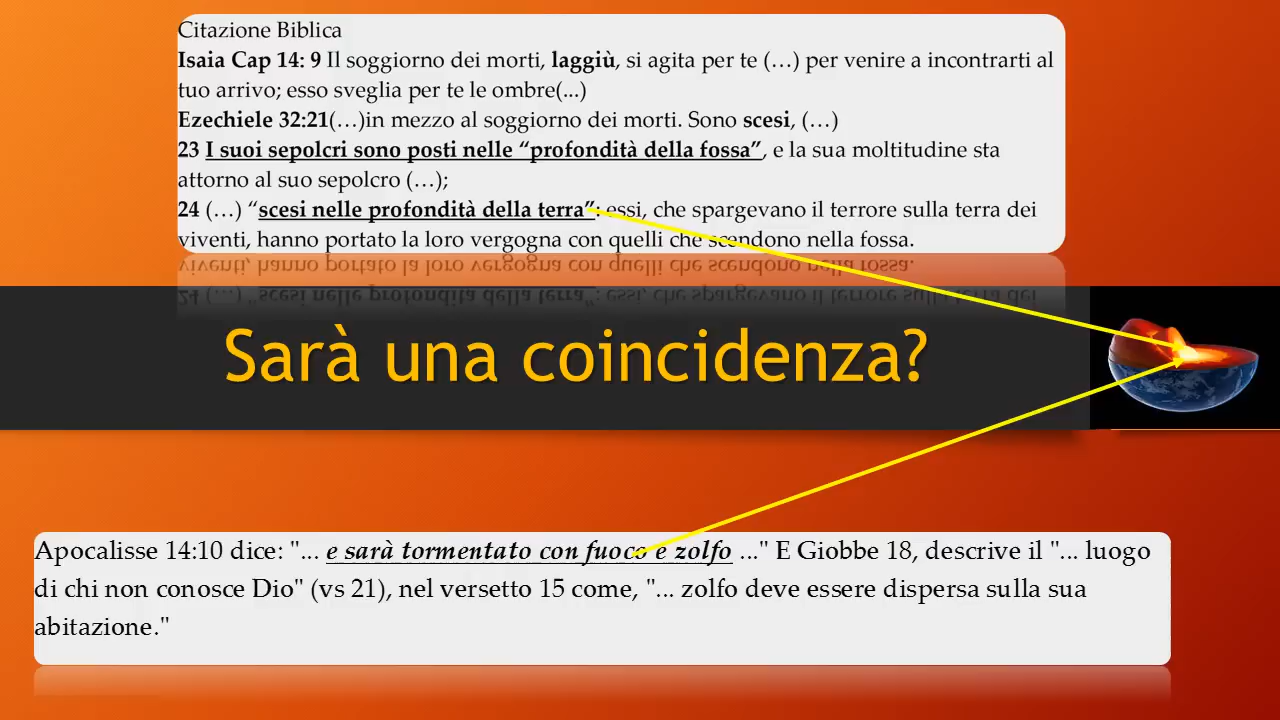 Citazione Biblica
Isaia Cap 14: 9 Il soggiorno dei morti, laggiù, si agita per te (…) per venire a incontrarti al
tuo arrivo; esso sveglia per te le ombre(...)
Ezechiele 32:21(…)in mezzo al soggiorno dei morti. Sono scesi, (…)
23 I suoi sepolcri sono posti nelle “profondità della fossa”, e la sua moltitudine sta
attorno al suo sepolcro (…);
24 (…) “scesi nelle profondità della terra”; essi, che spargevano il terrore sulla terra dei
viventi, hanno portato la loro vergogna con quelli che scendono nella fossa.
Sarà una coincidenza?
Apocalisse 14:10 dice: "... e sarà tormentato con fuoco e zolfo ..." E Giobbe 18, descrive il "... luogo
di chi non conosce Dio" (vs 21), nel versetto 15 come, "... zolfo deve essere dispersa sulla sua
abitazione."